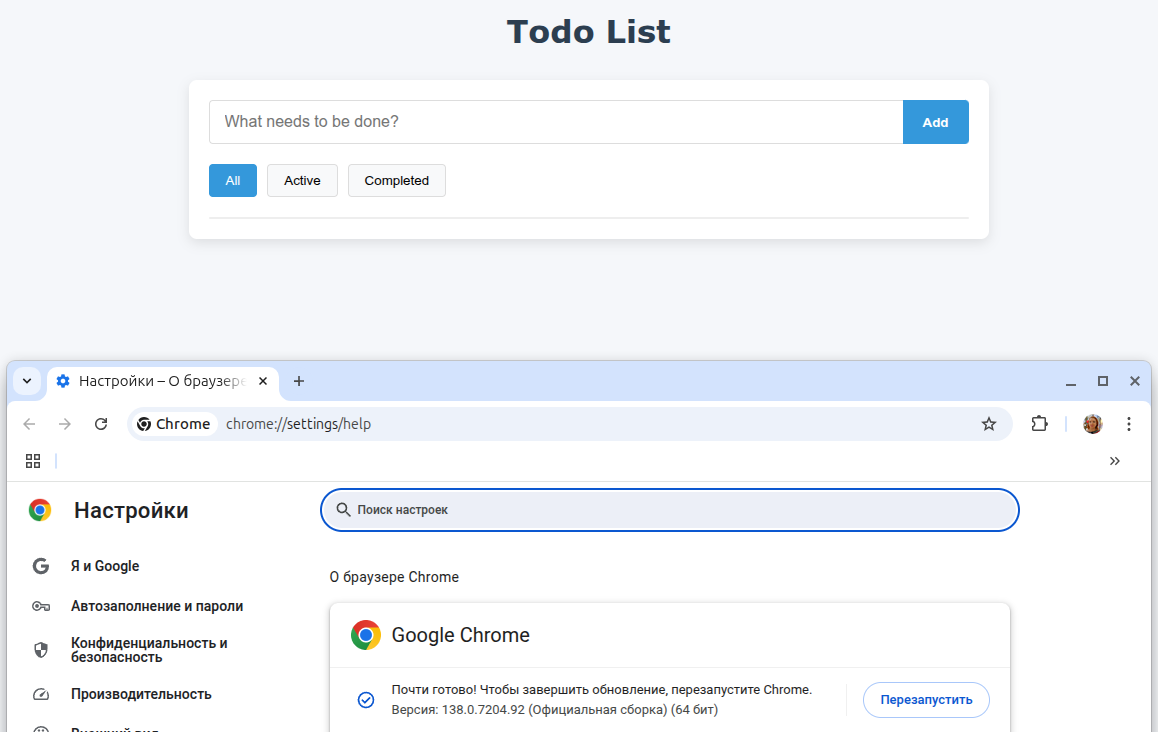 Todo List
What needs to be done?
Add
All
Active
Completed
Настройки – О браузере
Chrome
chrome://settings/help
Настройки
Поиск настроек
Я и Google
Автозаполнение и пароли
Конфиденциальность и
безопасность
Производительность
О браузере Chrome
Google Chrome
Почти готово! Чтобы завершить обновление, перезапустите Chrome.
Версия: 138.0.7204.92 (Официальная сборка) (64 бит)
Перезапустить